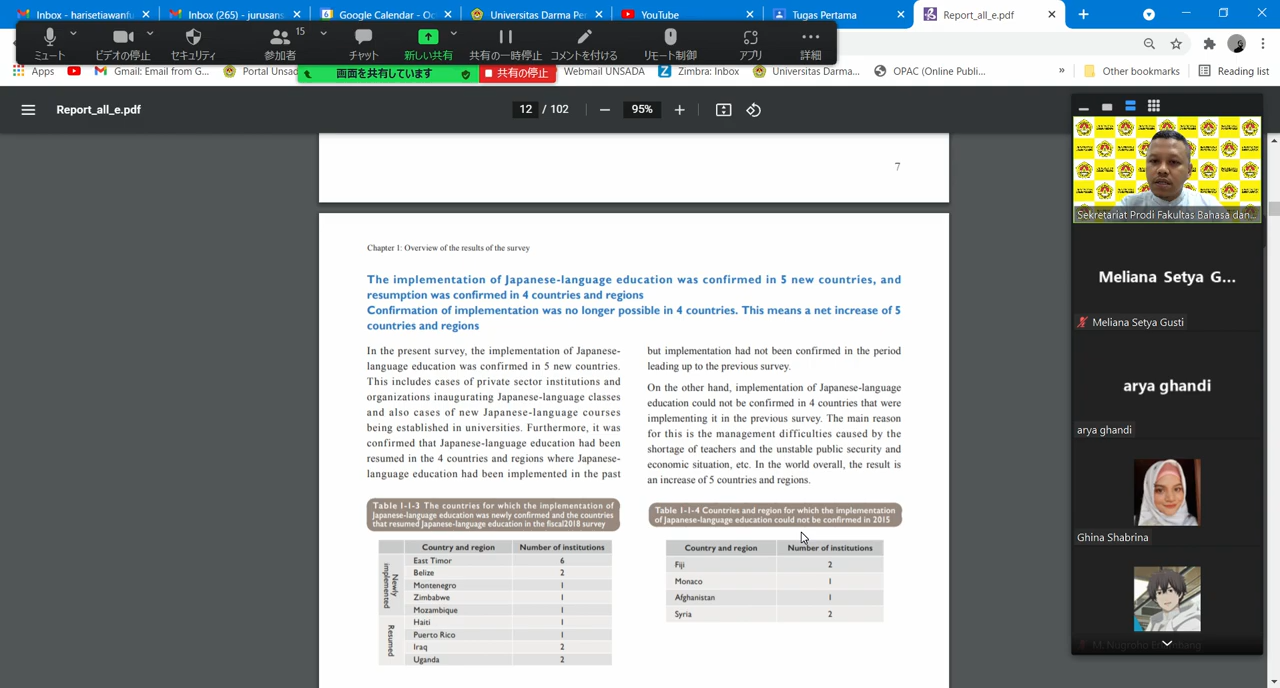 Inbox - harisetiawanfu
Inbox (265) - jurusans
Google Calendar - Oc
Universitas Darma Pe
YouTube
Tugas Pertama
Report_all_e.pdf
15
ミュート
ビデオの停止
セキュリティ
参加者
チャット
新しい共有
共有の一時停止
コメントを付ける
リモート制御
アプリ
詳細
Apps
Gmail: Email from G...
Portal Unsad
画面を共有しています
共有の停止
Webmail UNSADA
Zimbra: Inbox
Universitas Darma...
OPAC (Online Publi...
»
Other bookmarks
Reading list
Report_all_e.pdf
12 / 102
95%
7
Chapter 1: Overview of the results of the survey
The implementation of Japanese-language education was confirmed in 5 new countries, and
resumption was confirmed in 4 countries and regions
Confirmation of implementation was no longer possible in 4 countries. This means a net increase of 5
countries and regions
In the present survey, the implementation of Japanese-
language education was confirmed in 5 new countries.
This includes cases of private sector institutions and
organizations inaugurating Japanese-language classes
and also cases of new Japanese-language courses
being established in universities. Furthermore, it was
confirmed that Japanese-language education had been
resumed in the 4 countries and regions where Japanese-
language education had been implemented in the past
but implementation had not been confirmed in the period
leading up to the previous survey.
On the other hand, implementation of Japanese-language
education could not be confirmed in 4 countries that were
implementing it in the previous survey. The main reason
for this is the management difficulties caused by the
shortage of teachers and the unstable public security and
economic situation, etc. In the world overall, the result is
an increase of 5 countries and regions.
Table 1-1-3 The countries for which the implementation of
Japanese-language education was newly confirmed and the countries
that resumed Japanese-language education in the fiscal2018 survey
Country and region Number of institutions
Newly implemented
East Timor 6
Belize 2
Montenegro 1
Zimbabwe 1
Mozambique 1
Resumed
Haiti 1
Puerto Rico 1
Iraq 2
Uganda 2
Table 1-1-4 Countries and region for which the implementation
of Japanese-language education could not be confirmed in 2015
Country and region Number of institutions
Fiji 2
Monaco 1
Afghanistan 1
Syria 2
Sekretariat Prodi Fakultas Bahasa dan...
Meliana Setya G...
Meliana Setya Gusti
arya ghandi
arya ghandi
Ghina Shabrina
M. Nugroho